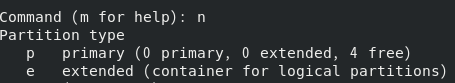 Command (m for help): n
Partition type
   p   primary (0 primary, 0 extended, 4 free)
   e   extended (container for logical partitions)